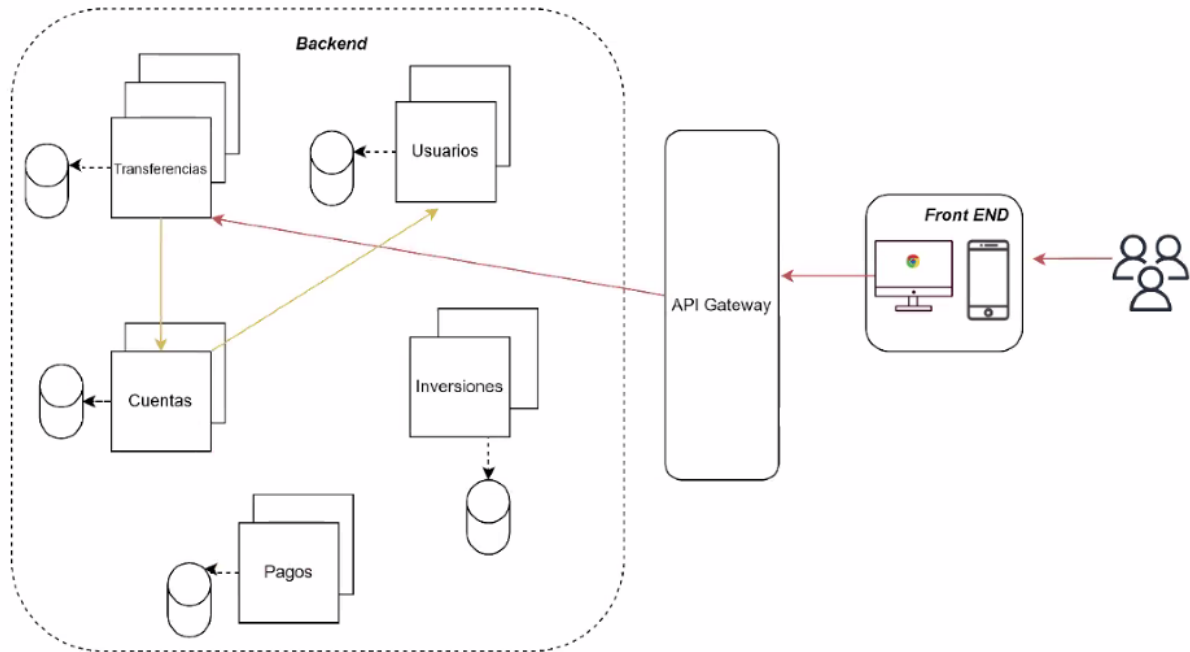 Backend
Transferencias
Usuarios
Front END
API Gateway
Cuentas
Inversiones
Pagos